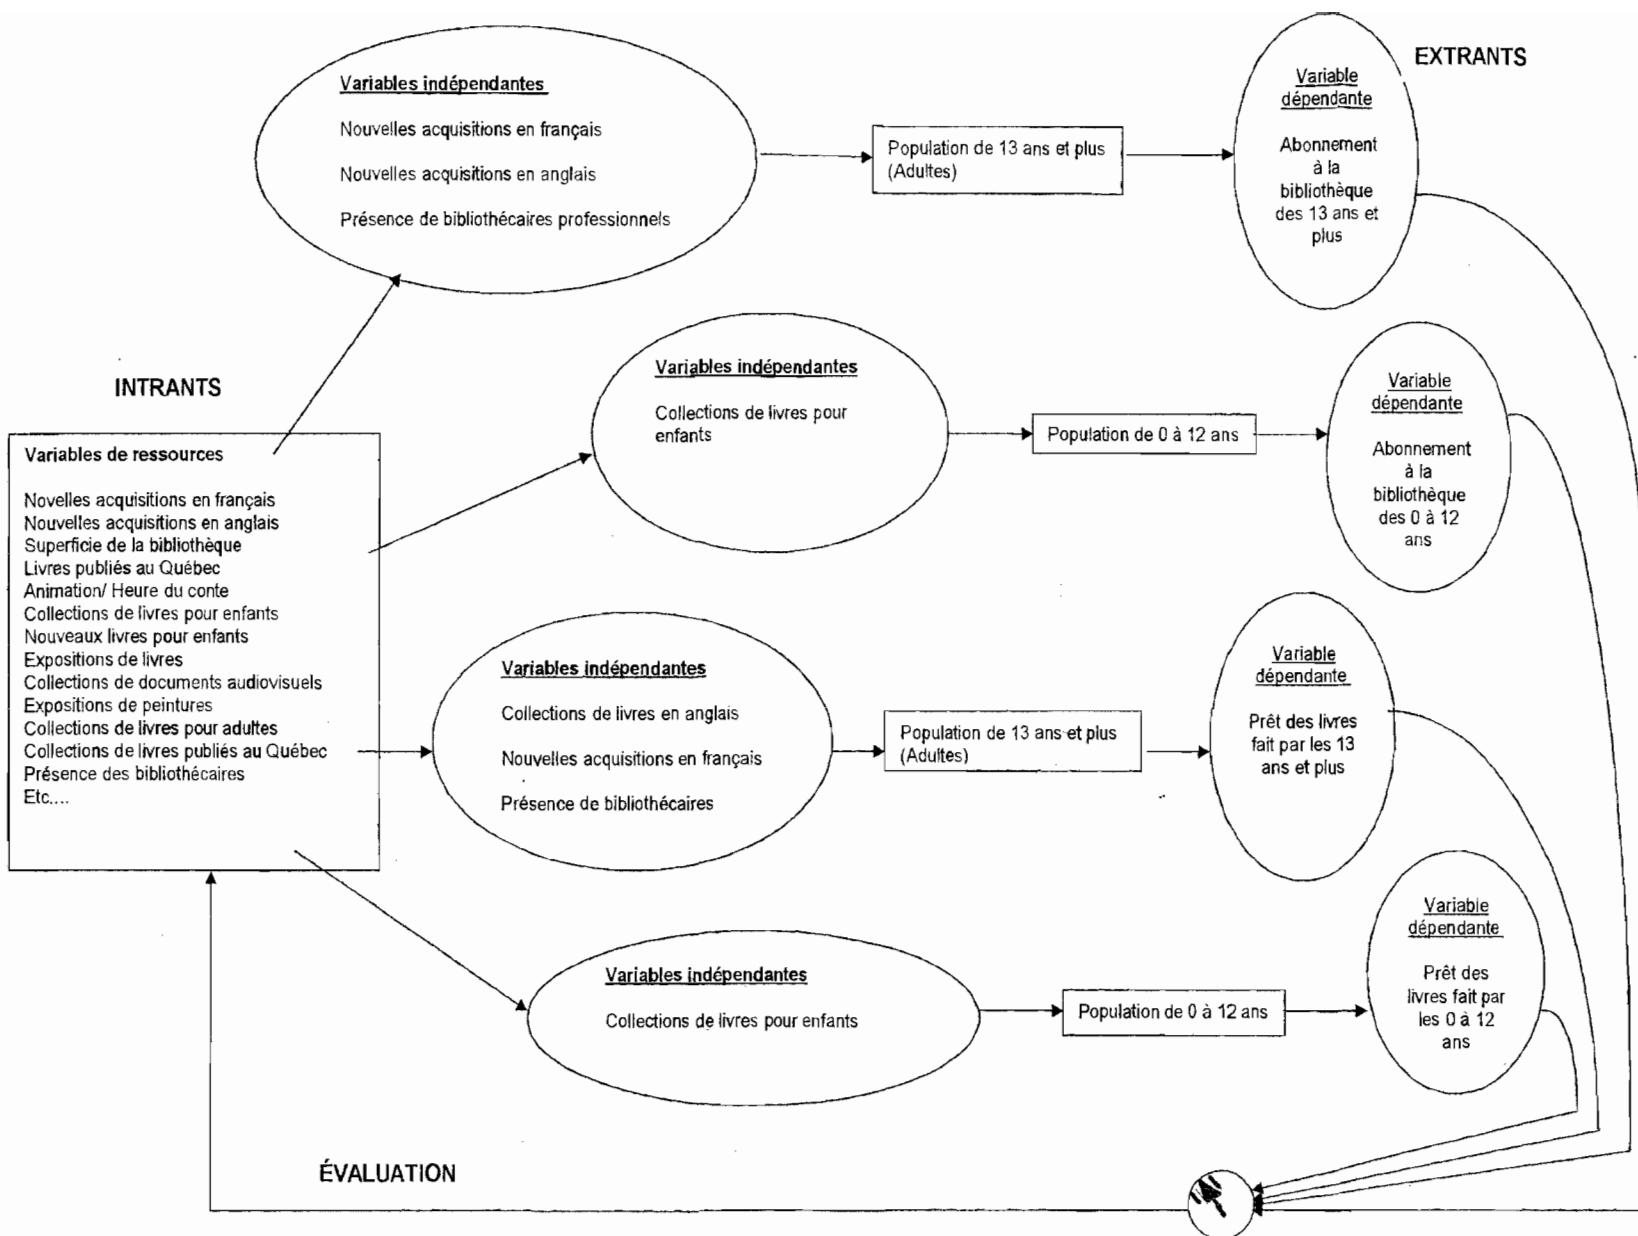 EXTRANTS
Variables indépendantes
Nouvelles acquisitions en français
Nouvelles acquisitions en anglais
Présence de bibliothécaires professionnels
Population de 13 ans et plus
(Adultes)
Variable
dépendante
Abonnement
à la
bibliothèque
des 13 ans et
plus
INTRANTS
Variables de ressources
Novelles acquisitions en français
Nouvelles acquisitions en anglais
Superficie de la bibliothèque
Livres publiés au Québec
Animation/ Heure du conte
Collections de livres pour enfants
Nouveaux livres pour enfants
Expositions de livres
Collections de documents audiovisuels
Expositions de peintures
Collections de livres pour adultes
Collections de livres publiés au Québec
Présence des bibliothécaires
Etc....
Variables indépendantes
Collections de livres pour
enfants
Population de 0 à 12 ans
Variable
dépendante
Abonnement
à la
bibliothèque
des 0 à 12
ans
Variables indépendantes
Collections de livres en anglais
Nouvelles acquisitions en français
Présence de bibliothécaires
Population de 13 ans et plus
(Adultes)
Variable
dépendante
Prêt des livres
fait par les 13
ans et plus
Variables indépendantes
Collections de livres pour enfants
Population de 0 à 12 ans
Variable
dépendante
Prêt des
livres fait par
les 0 à 12
ans
ÉVALUATION